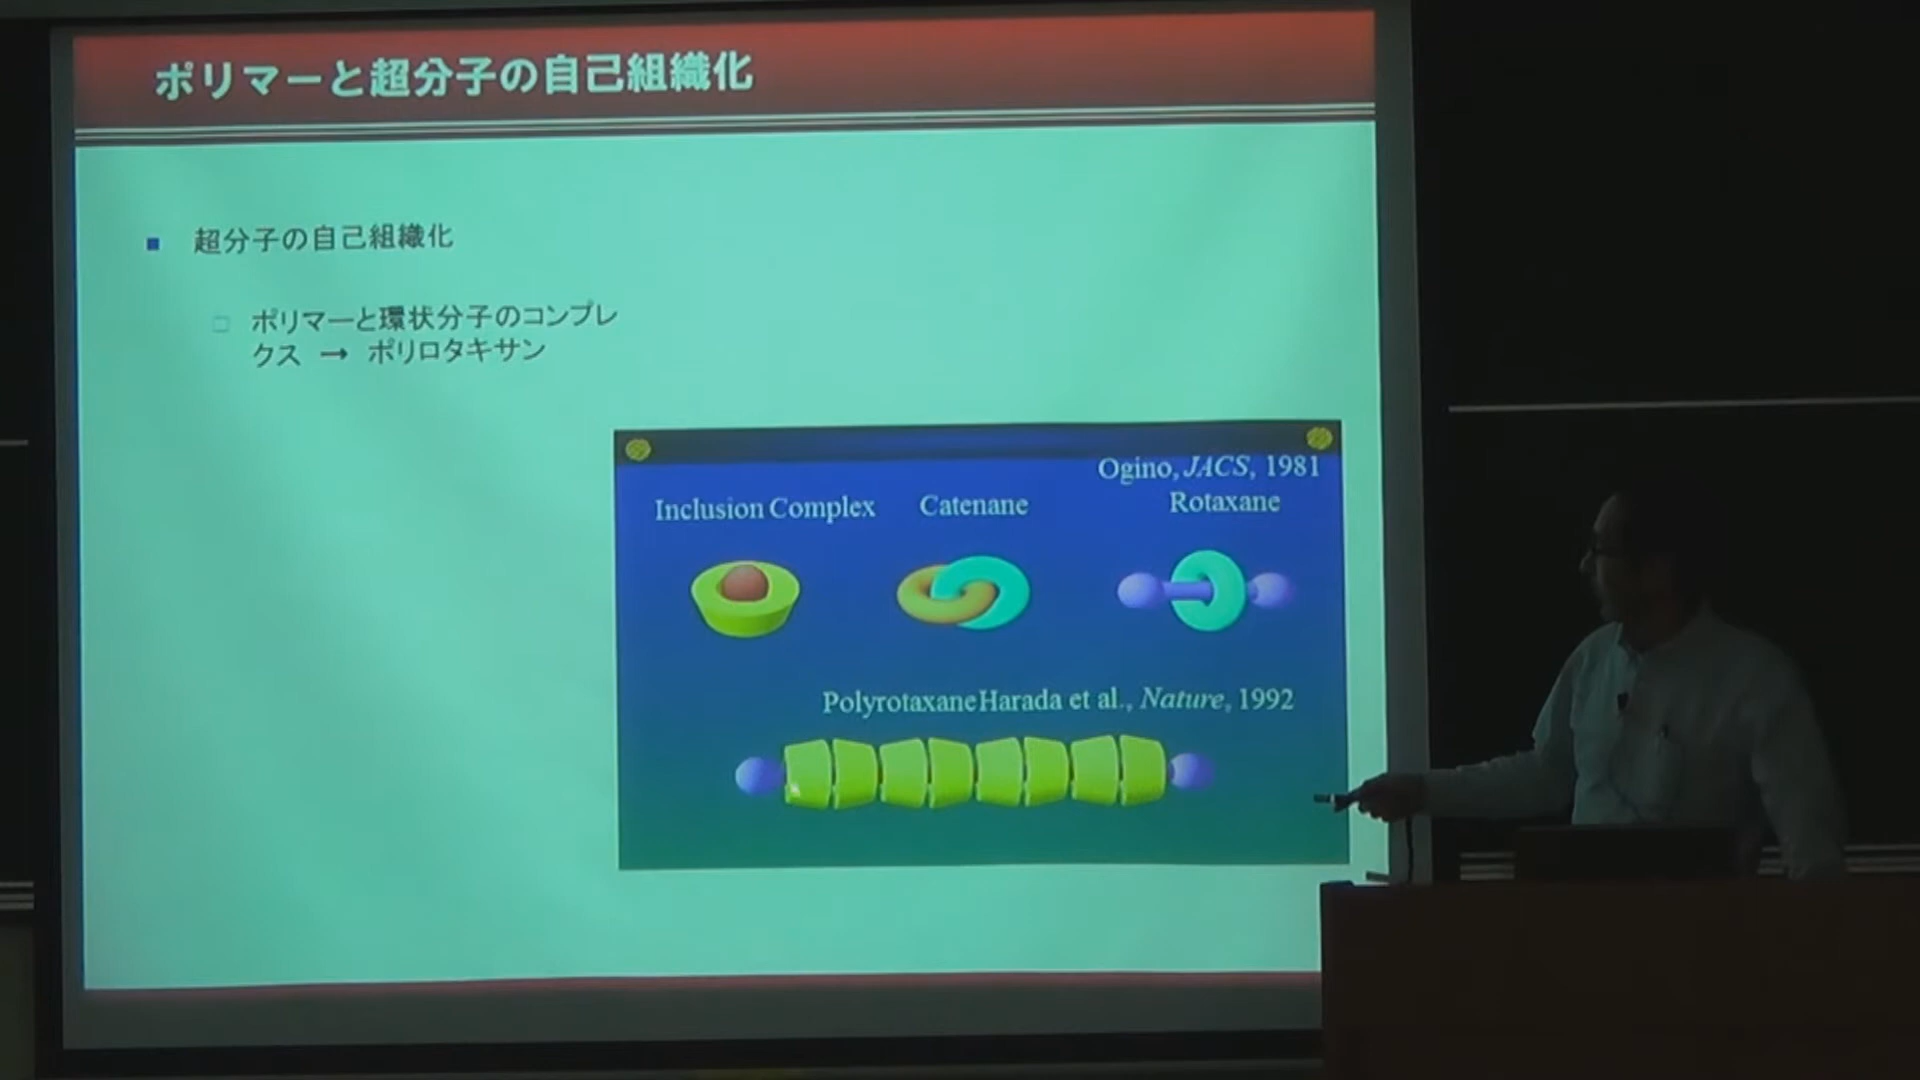 ポリマーと超分子の自己組織化
超分子の自己組織化
ポリマーと環状分子のコンプレ
クス → ポリロタキサン
Ogino, JACS, 1981
Inclusion Complex Catenane Rotaxane
Polyrotaxane Harada et al., Nature, 1992